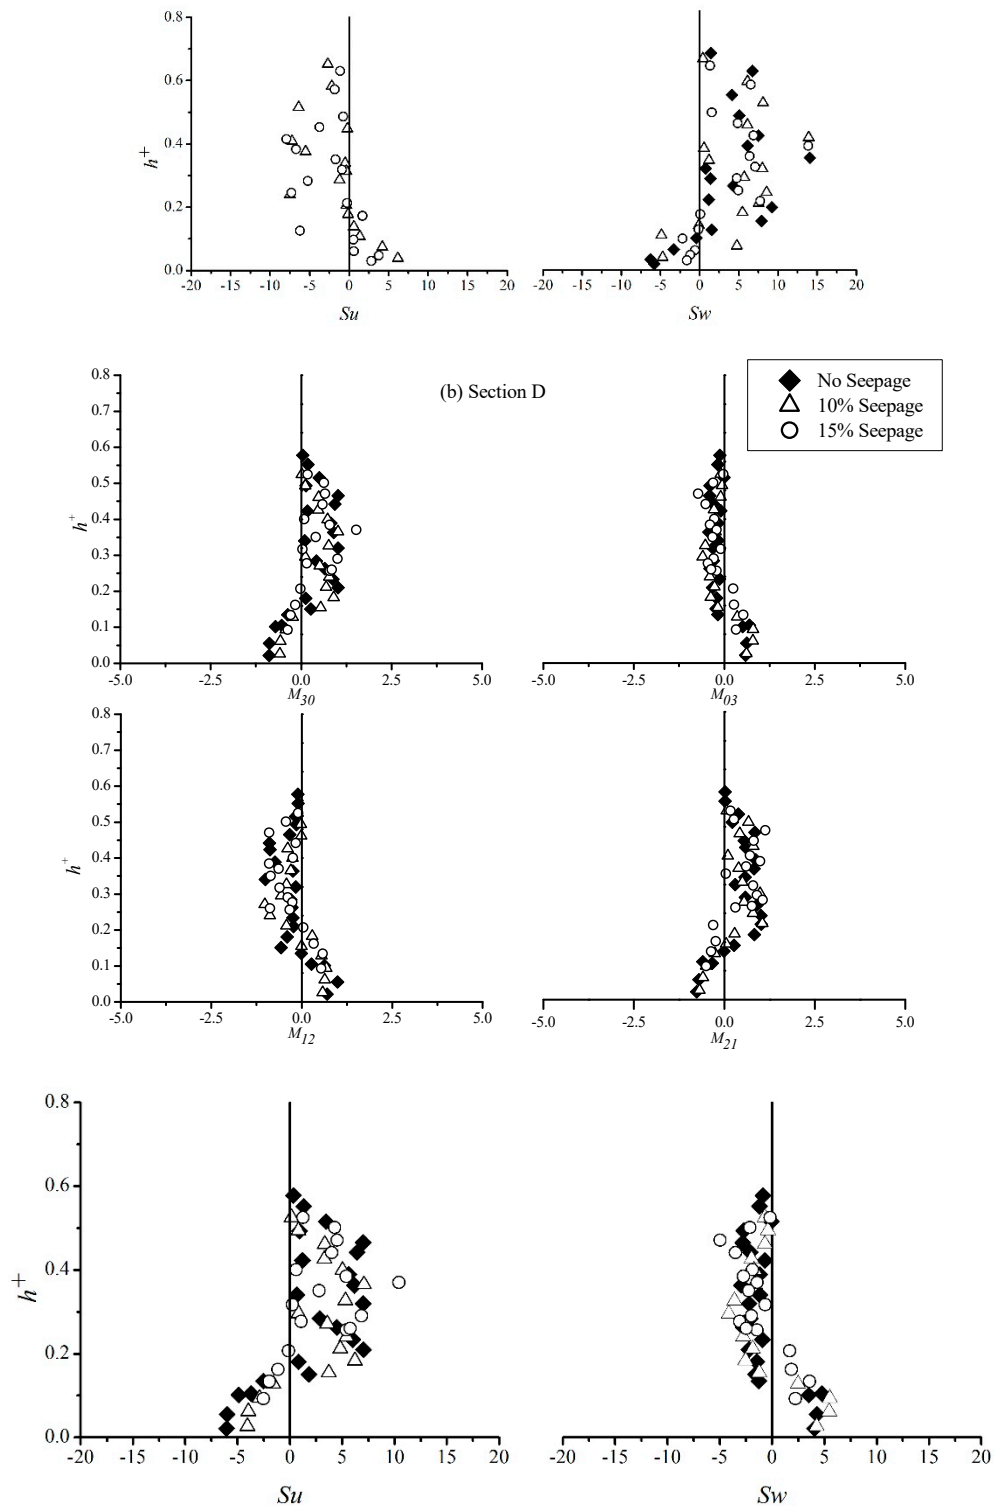 0.8
0.6
0.4
0.2
0.0
h+
-20 -15 -10 -5 0 5 10 15 20
Su
-20 -15 -10 -5 0 5 10 15 20
Sw
(b) Section D
No Seepage
10% Seepage
15% Seepage
0.8
0.7
0.6
0.5
0.4
0.3
0.2
0.1
0.0
h+
-5.0 -2.5 0.0 2.5 5.0
M30
-5.0 -2.5 0.0 2.5 5.0
M03
0.8
0.7
0.6
0.5
0.4
0.3
0.2
0.1
0.0
h+
-5.0 -2.5 0.0 2.5 5.0
M12
-5.0 -2.5 0.0 2.5 5.0
M21
0.8
0.6
0.4
0.2
0.0
h+
-20 -15 -10 -5 0 5 10 15 20
Su
-20 -15 -10 -5 0 5 10 15 20
Sw